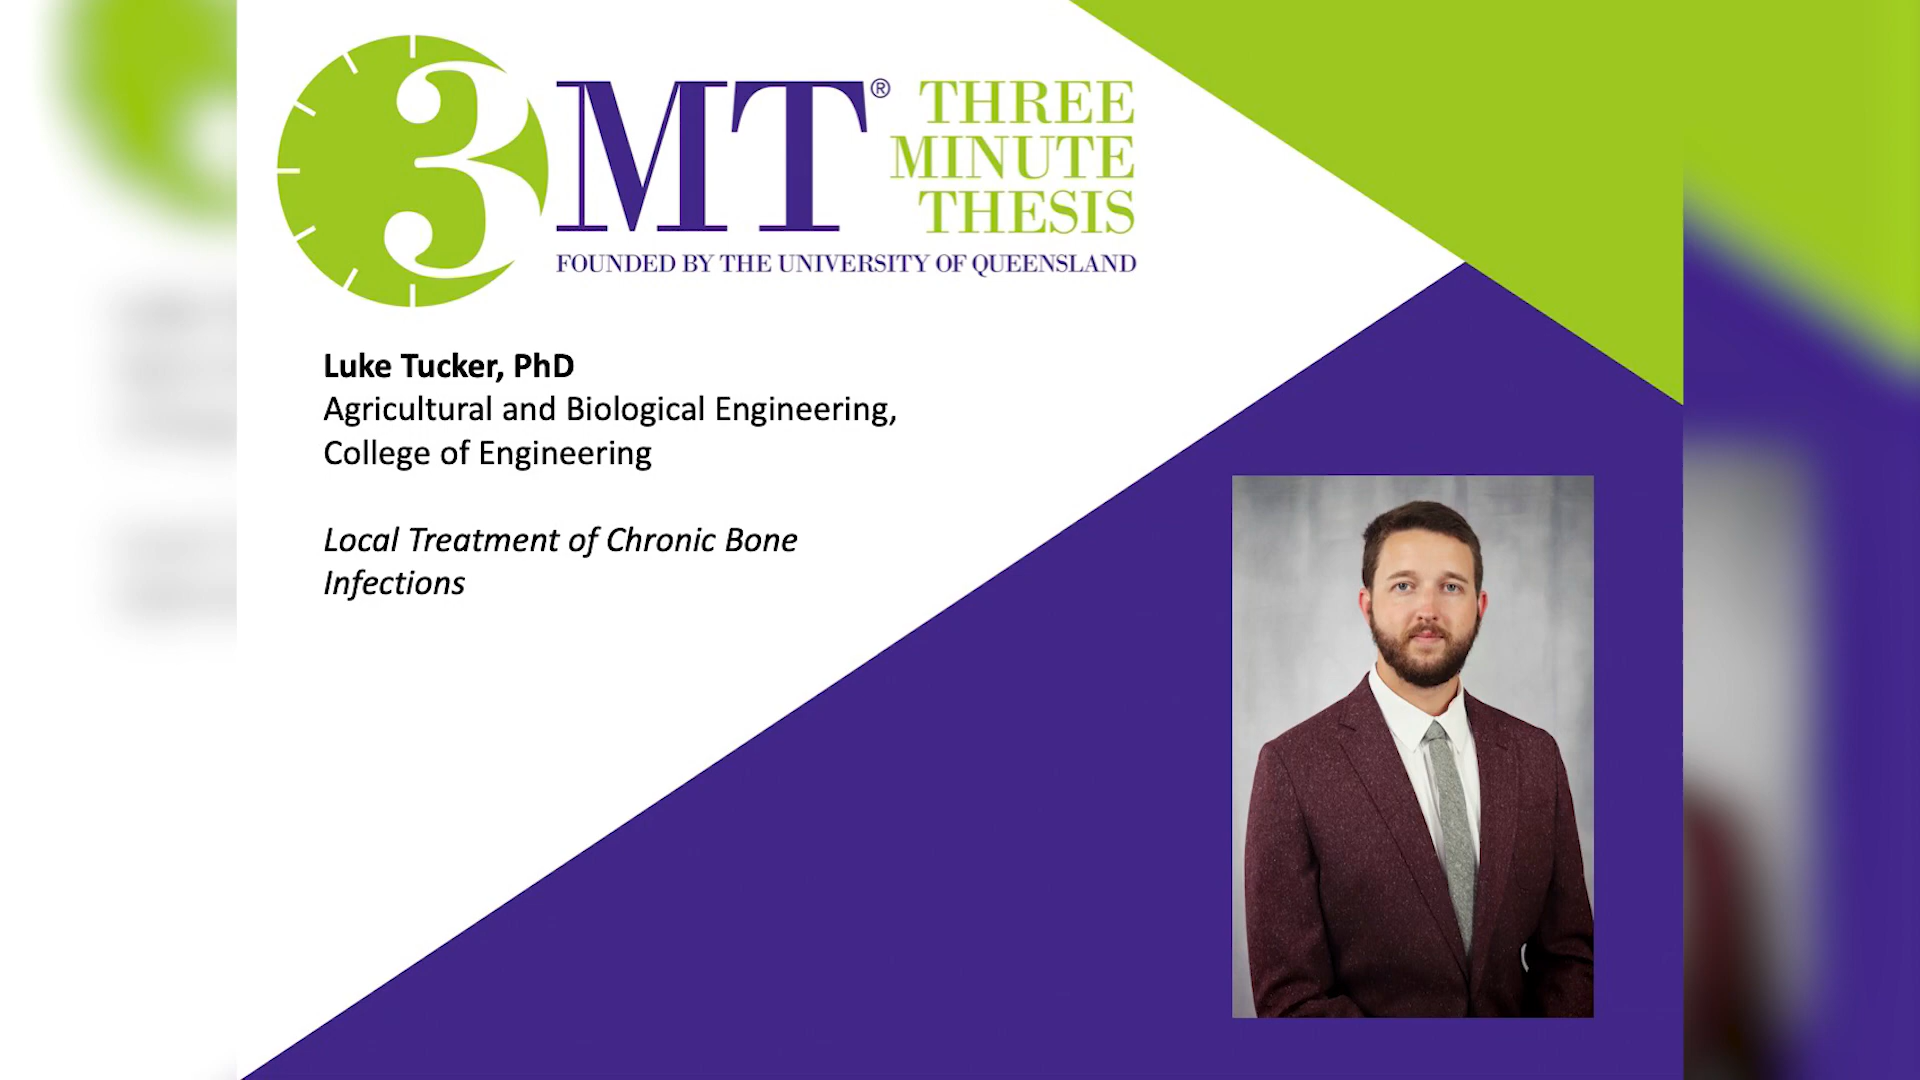 3MT® THREE
MINUTE
THESIS
FOUNDED BY THE UNIVERSITY OF QUEENSLAND
Luke Tucker, PhD
Agricultural and Biological Engineering,
College of Engineering
Local Treatment of Chronic Bone
Infections